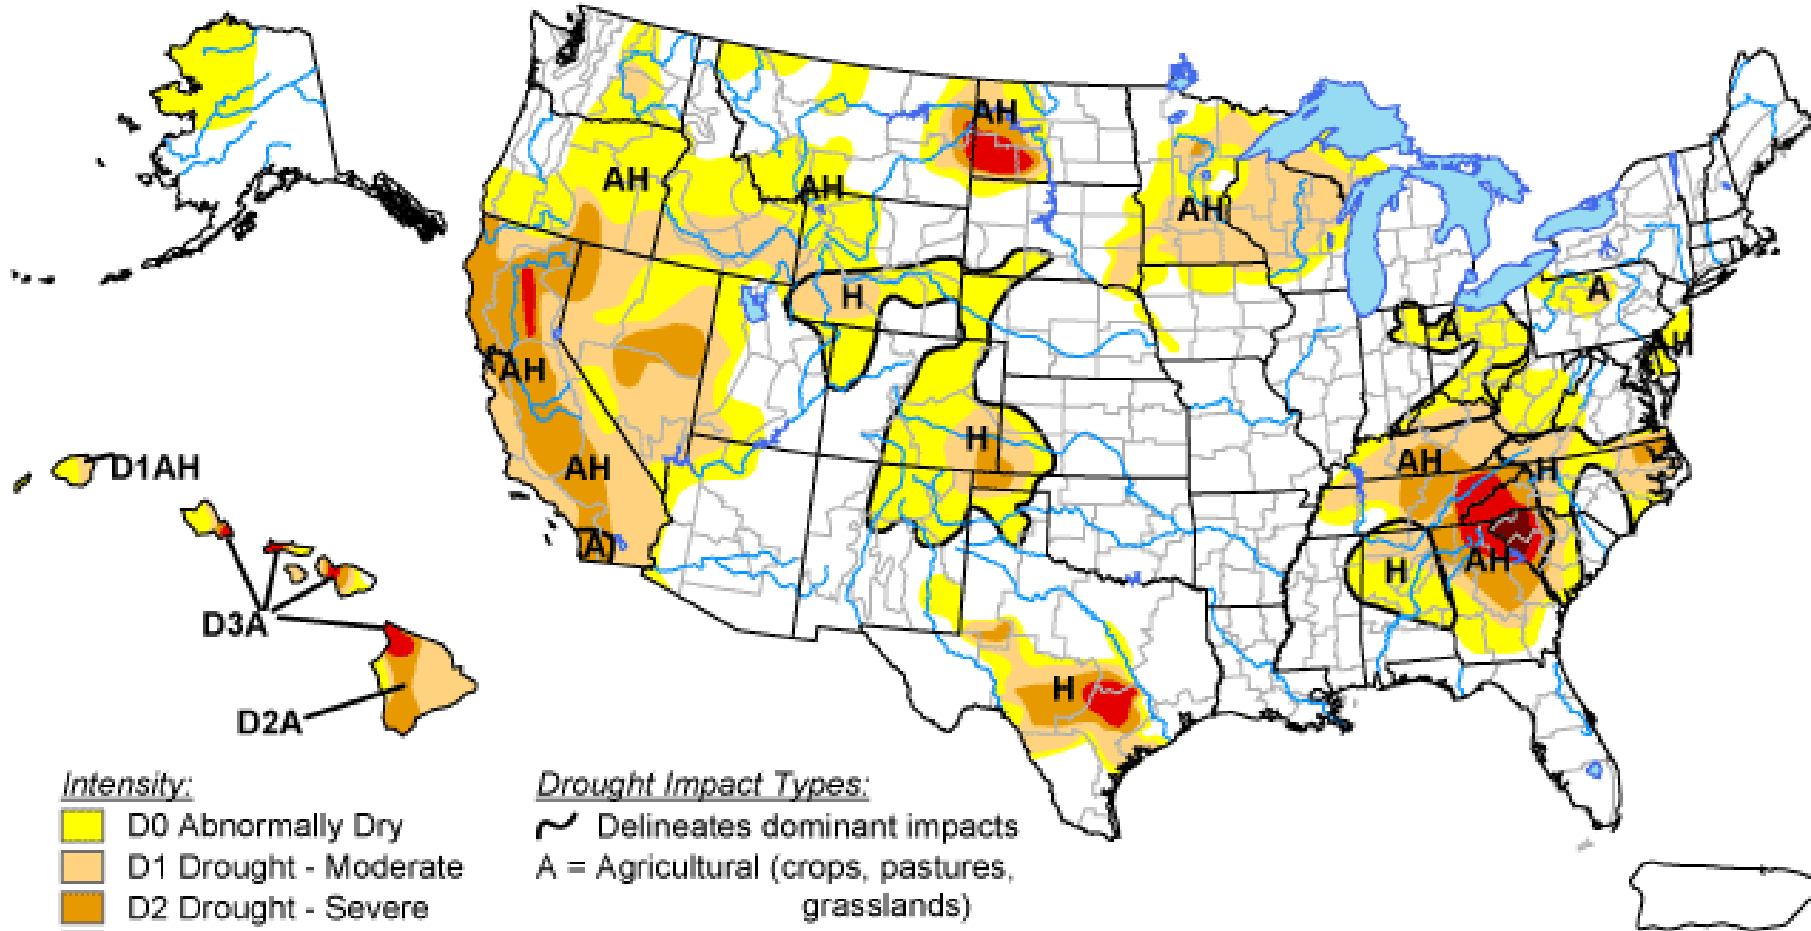 AH
AH
AH
AH
H
A
A
AH
AH
H
AH
AH
D1AH
AH
A
H
AH
D3A
H
D2A
Intensity:
D0 Abnormally Dry
D1 Drought - Moderate
D2 Drought - Severe
Drought Impact Types:
Delineates dominant impacts
A = Agricultural (crops, pastures,
grasslands)